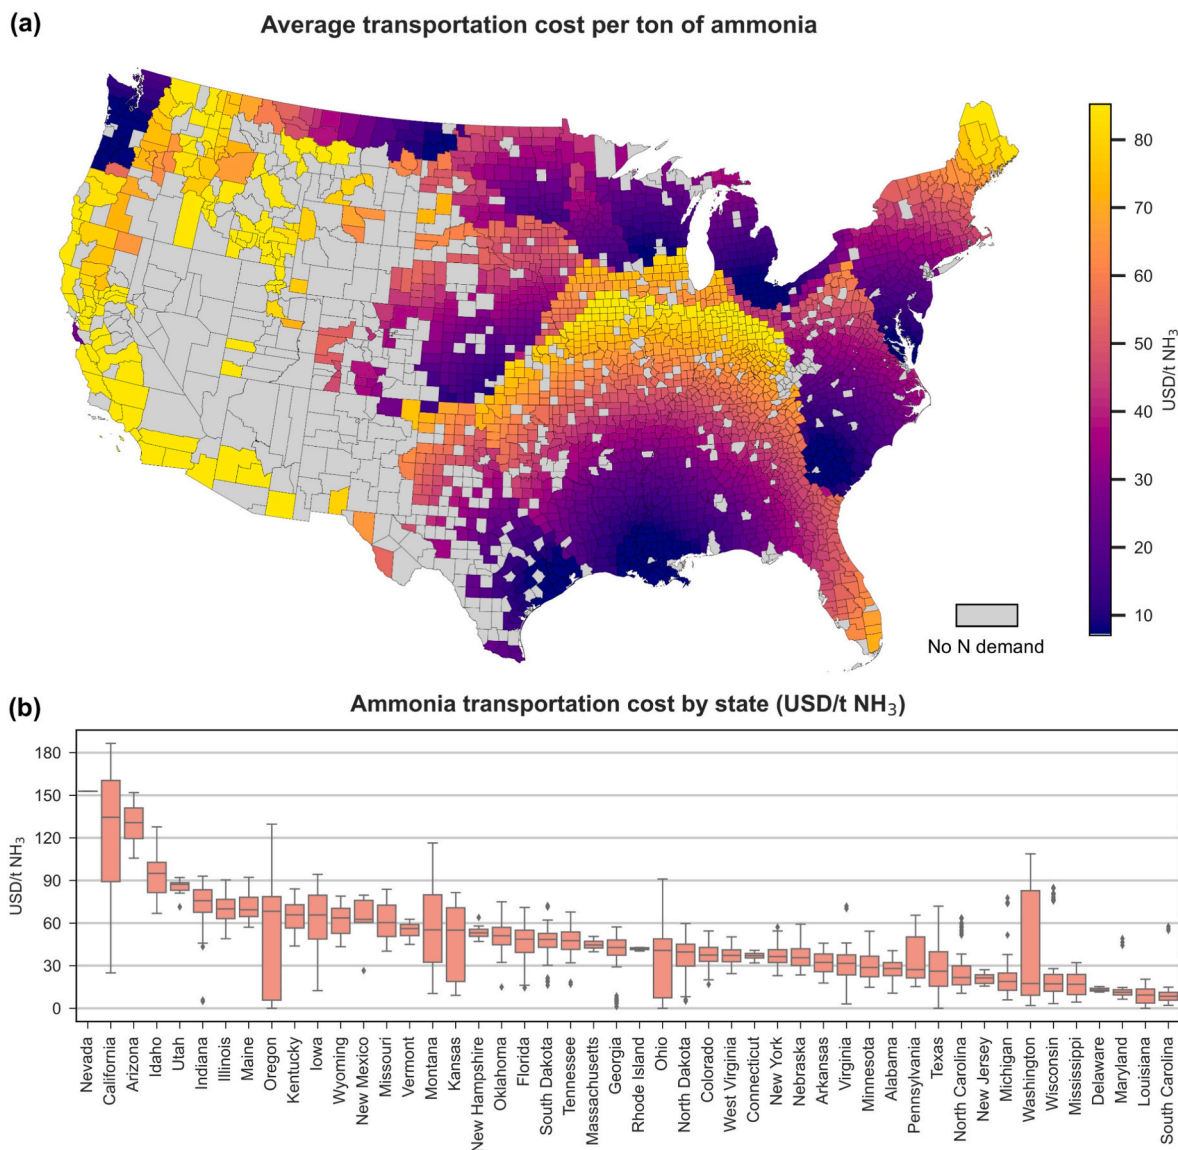 (a)
Average transportation cost per ton of ammonia
80
70
60
50
40
30
20
10
USD/t NH₃
No N demand
(b)
Ammonia transportation cost by state (USD/t NH₃)
180
150
120
90
60
30
0
USD/t NH₃
Nevada
California
Arizona
Idaho
Utah
Indiana
Illinois
Maine
Oregon
Kentucky
Iowa
Wyoming
New Mexico
Missouri
Vermont
Montana
Kansas
New Hampshire
Oklahoma
Florida
South Dakota
Tennessee
Massachusetts
Georgia
Rhode Island
Ohio
North Dakota
Colorado
West Virginia
Connecticut
New York
Nebraska
Arkansas
Virginia
Minnesota
Alabama
Pennsylvania
Texas
North Carolina
New Jersey
Michigan
Washington
Wisconsin
Mississippi
Delaware
Maryland
Louisiana
South Carolina